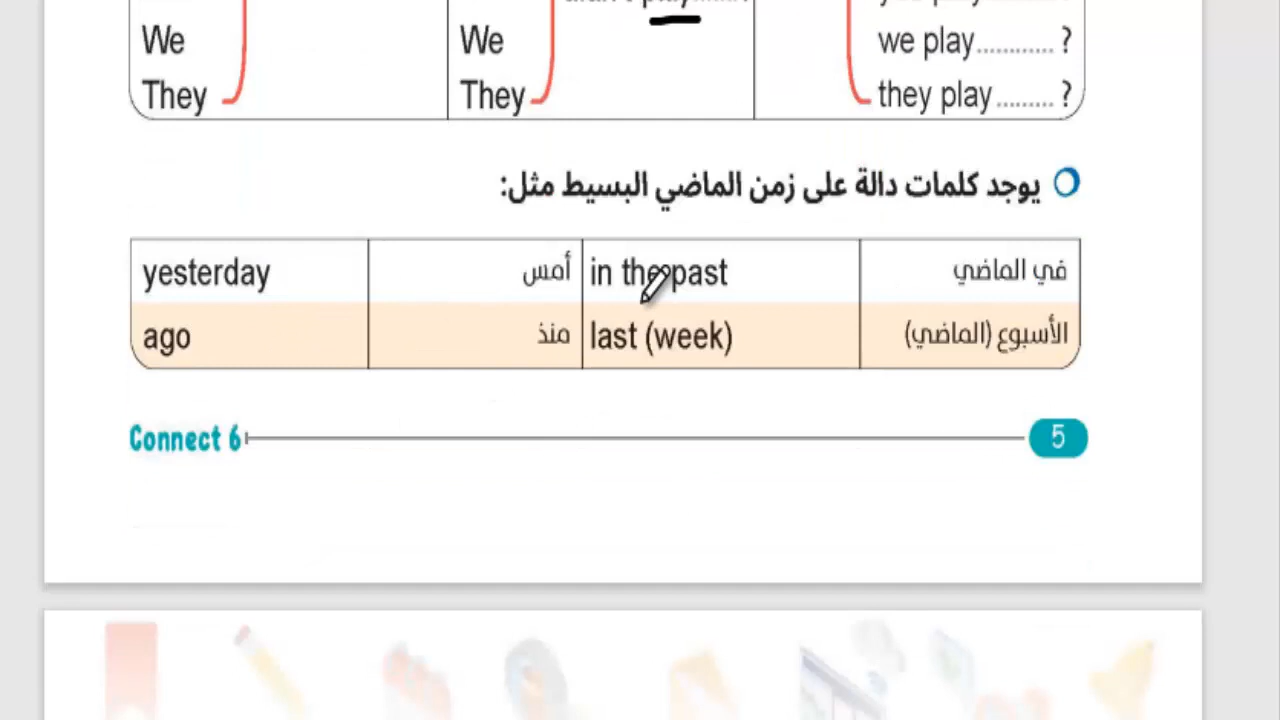 We We we play............ ?
They They they play ......... ?
يوجد كلمات دالة على زمن الماضي البسيط مثل:
yesterday أمس in the past في الماضي
ago منذ last (week) الأسبوع (الماضي)
Connect 6 5